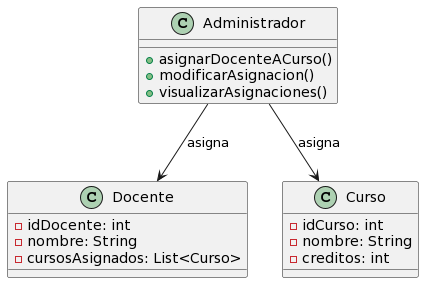 C Administrador
asignarDocenteACurso()
modificarAsignacion()
visualizarAsignaciones()
asigna
asigna
C Docente
idDocente: int
nombre: String
cursosAsignados: List<Curso>
C Curso
idCurso: int
nombre: String
creditos: int